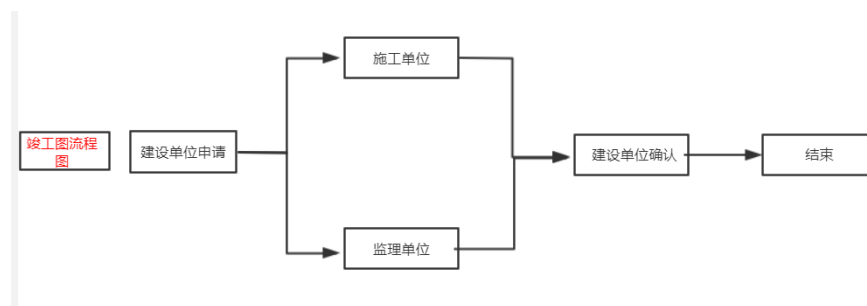 施工单位
竣工图流程
图
建设单位申请
建设单位确认
结束
监理单位